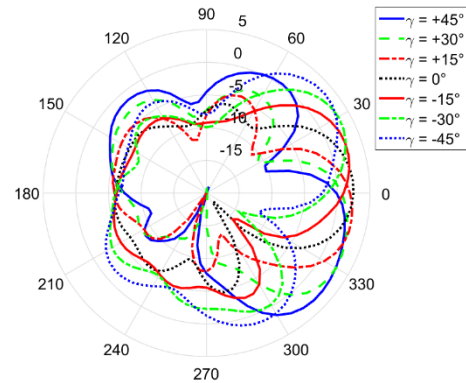 90
5
120
60
0
-5
150
-10
30
-15
180
0
210
330
240
300
270
γ = +45°
γ = +30°
γ = +15°
γ = 0°
γ = -15°
γ = -30°
γ = -45°